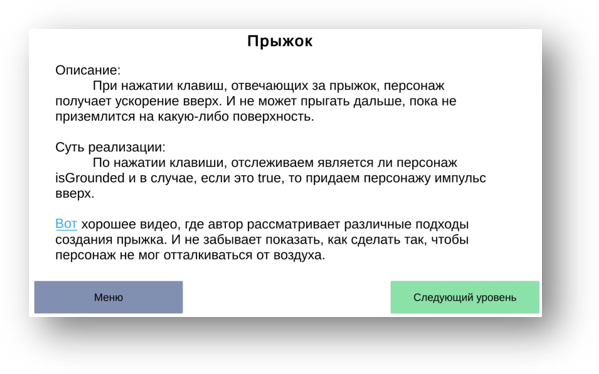 Прыжок
Описание:
При нажатии клавиш, отвечающих за прыжок, персонаж
получает ускорение вверх. И не может прыгать дальше, пока не
приземлится на какую-либо поверхность.
Суть реализации:
По нажатии клавиши, отслеживаем является ли персонаж
isGrounded и в случае, если это true, то придаем персонажу импульс
вверх.
Вот хорошее видео, где автор рассматривает различные подходы
создания прыжка. И не забывает показать, как сделать так, чтобы
персонаж не мог отталкиваться от воздуха.
Меню
Следующий уровень